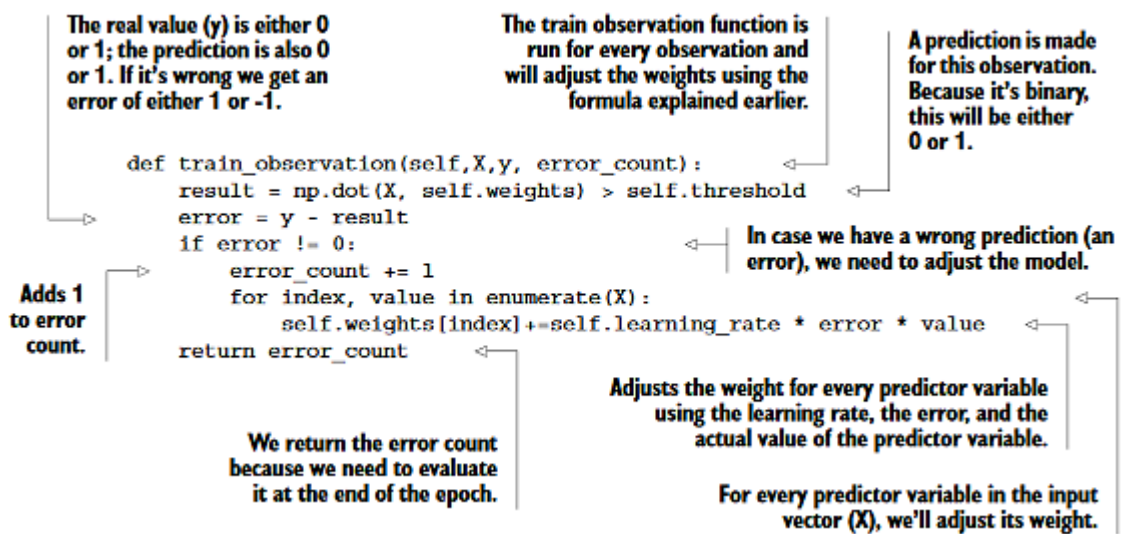 The real value (y) is either 0
or 1; the prediction is also 0
or 1. If it's wrong we get an
error of either 1 or -1.
The train observation function is
run for every observation and
will adjust the weights using the
formula explained earlier.
A prediction is made
for this observation.
Because it's binary,
this will be either
0 or 1.
def train_observation(self,X,y, error_count):
result = np.dot(X, self.weights) > self.threshold
error = y - result
if error != 0:
In case we have a wrong prediction (an
error), we need to adjust the model.
error_count += 1
Adds 1
to error
count.
for index, value in enumerate(X):
self.weights[index]+=self.learning_rate * error * value
return error_count
Adjusts the weight for every predictor variable
using the learning rate, the error, and the
actual value of the predictor variable.
We return the error count
because we need to evaluate
it at the end of the epoch.
For every predictor variable in the input
vector (X), we'll adjust its weight.